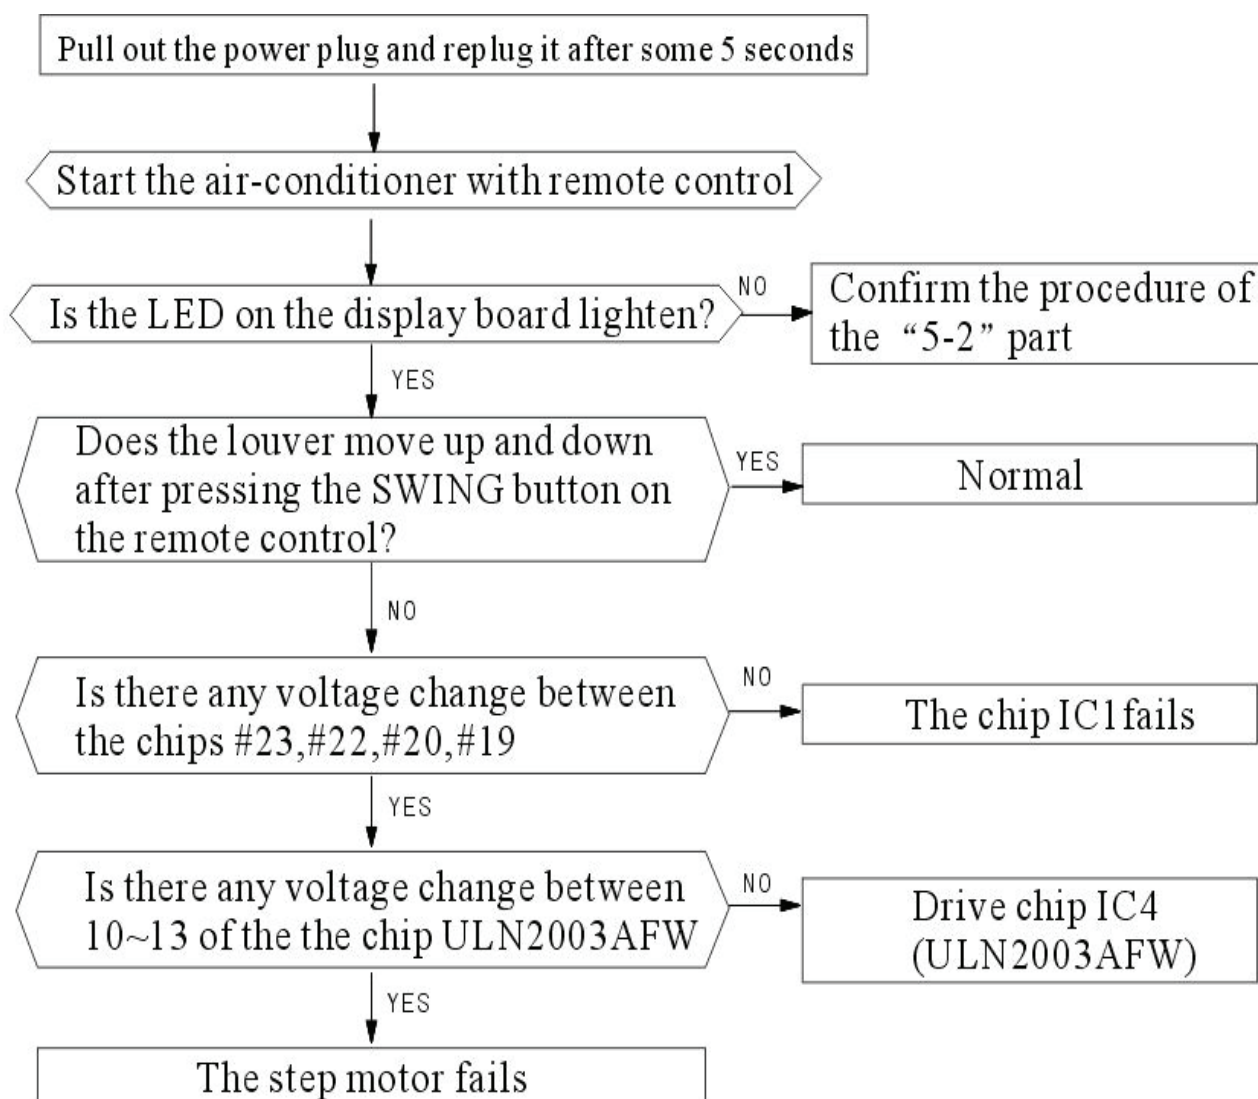 Pull out the power plug and replug it after some 5 seconds
Start the air-conditioner with remote control
Is the LED on the display board lighten?
NO
Confirm the procedure of
the “5-2” part
YES
Does the louver move up and down
after pressing the SWING button on
the remote control?
YES
Normal
NO
Is there any voltage change between
the chips #23,#22,#20,#19
NO
The chip IC1fails
YES
Is there any voltage change between
10~13 of the the chip ULN2003AFW
NO
Drive chip IC4
(ULN2003AFW)
YES
The step motor fails